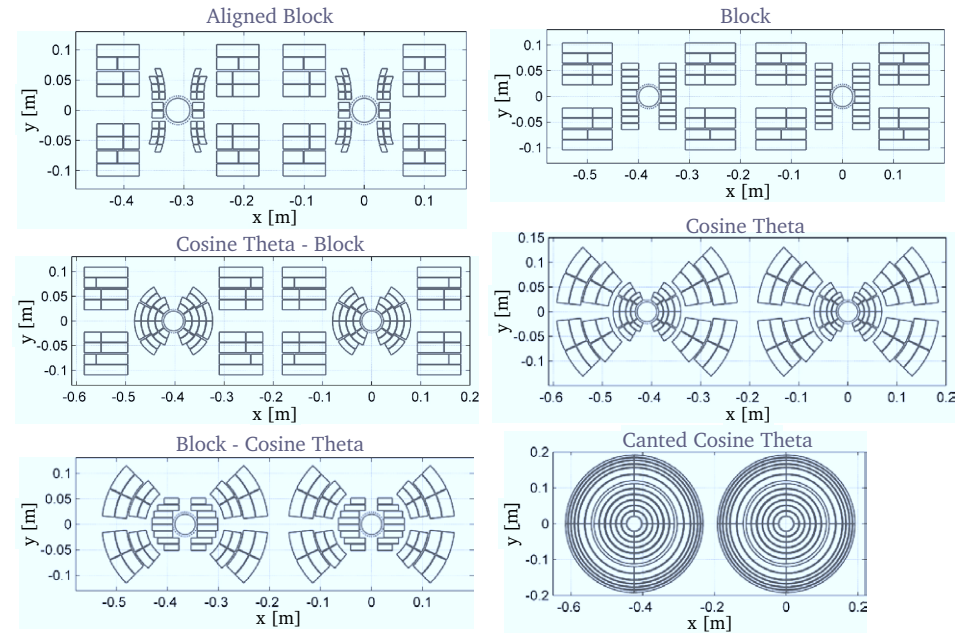 Aligned Block
0.1
0.05
0
-0.05
-0.1
y [m]
-0.4 -0.3 -0.2 -0.1 0 0.1
x [m]
Block
0.1
0.05
0
-0.05
-0.1
y [m]
-0.5 -0.4 -0.3 -0.2 -0.1 0 0.1
x [m]
Cosine Theta - Block
0.1
0.05
0
-0.05
-0.1
y [m]
-0.6 -0.5 -0.4 -0.3 -0.2 -0.1 0 0.1 0.2
x [m]
Cosine Theta
0.15
0.1
0.05
0
-0.05
-0.1
y [m]
-0.6 -0.5 -0.4 -0.3 -0.2 -0.1 0 0.1 0.2
x [m]
Block - Cosine Theta
0.1
0.05
0
-0.05
-0.1
y [m]
-0.5 -0.4 -0.3 -0.2 -0.1 0 0.1
x [m]
Canted Cosine Theta
0.2
0.1
0
-0.1
-0.2
y [m]
-0.6 -0.4 -0.2 0 0.2
x [m]